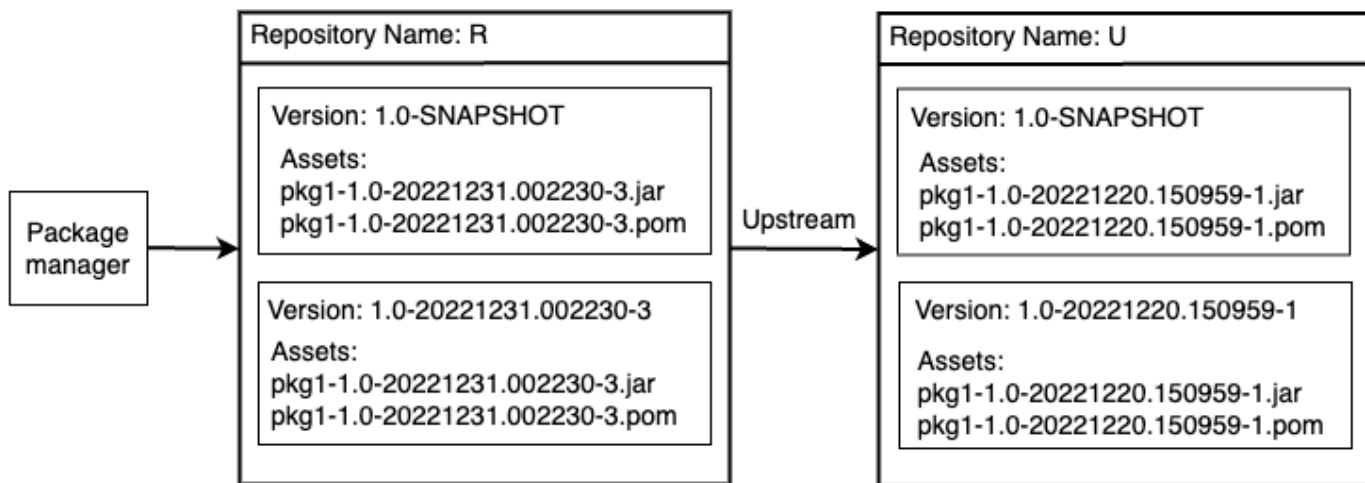 Package
manager
Repository Name: R
Version: 1.0-SNAPSHOT
Assets:
pkg1-1.0-20221231.002230-3.jar
pkg1-1.0-20221231.002230-3.pom
Version: 1.0-20221231.002230-3
Assets:
pkg1-1.0-20221231.002230-3.jar
pkg1-1.0-20221231.002230-3.pom
Upstream
Repository Name: U
Version: 1.0-SNAPSHOT
Assets:
pkg1-1.0-20221220.150959-1.jar
pkg1-1.0-20221220.150959-1.pom
Version: 1.0-20221220.150959-1
Assets:
pkg1-1.0-20221220.150959-1.jar
pkg1-1.0-20221220.150959-1.pom